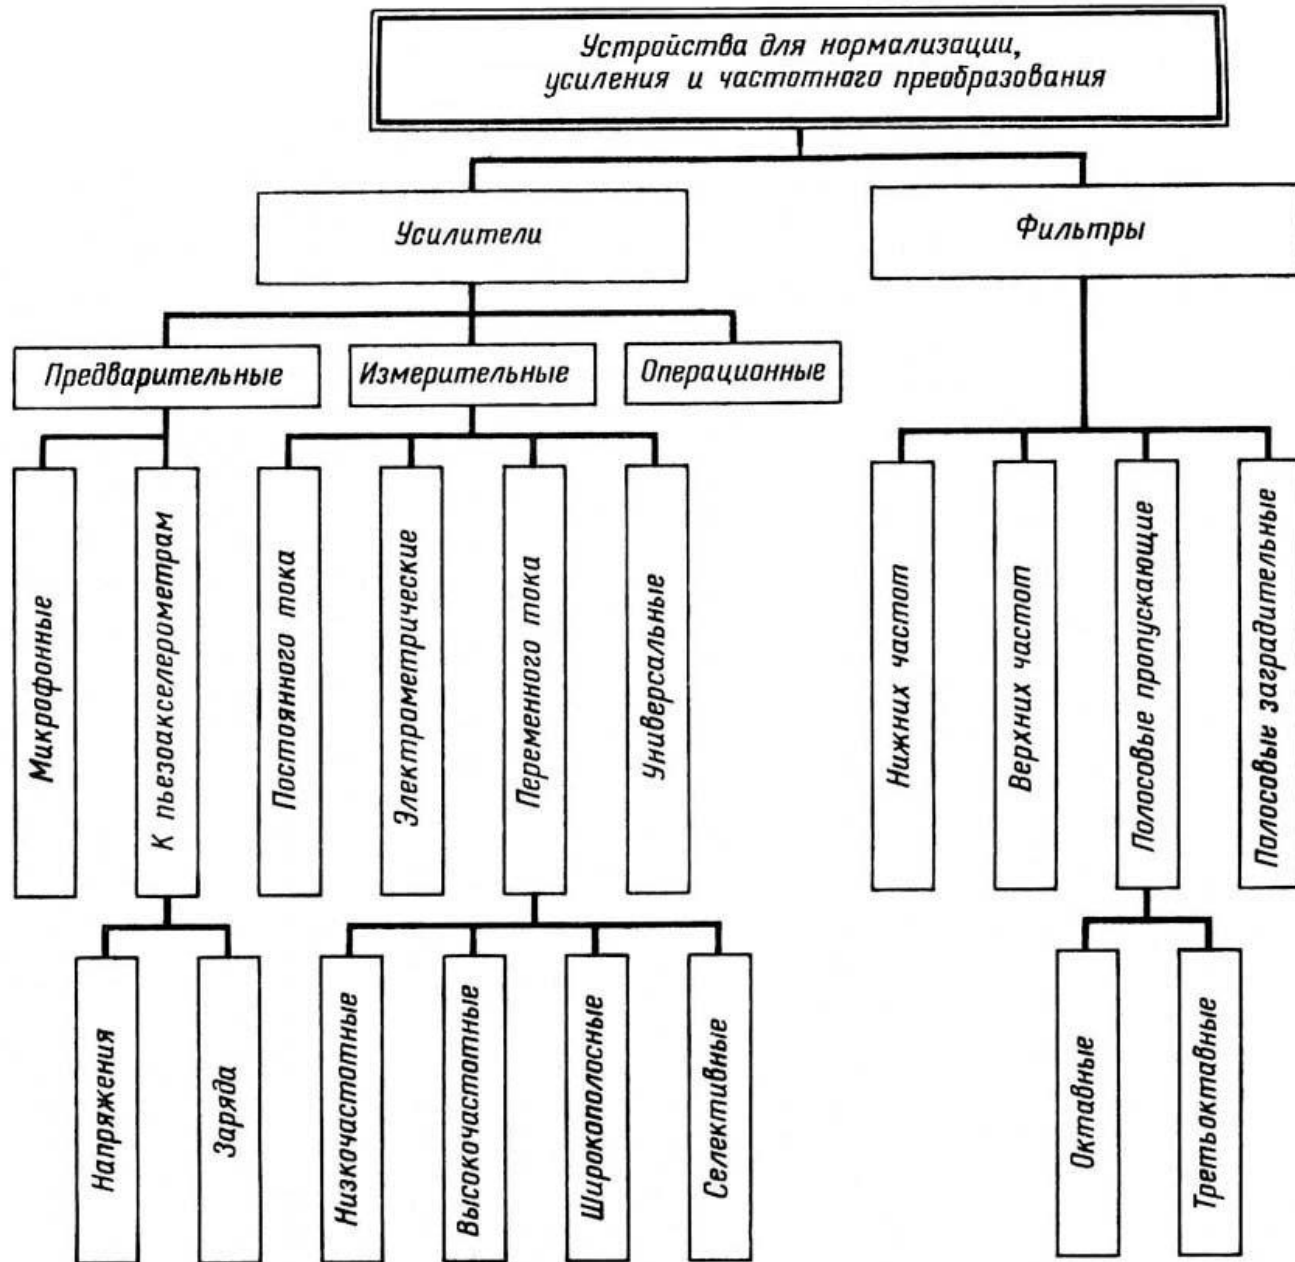 Устройства для нормализации,
усиления и частотного преобразования
Усилители
Фильтры
Предварительные
Измерительные
Операционные
Микрофонные
К пьезоакселерометрам
Постоянного тока
Электрометрические
Переменного тока
Универсальные
Нижних частот
Верхних частот
Полосовые пропускающие
Полосовые заградительные
Напряжения
Заряда
Низкочастотные
Высокочастотные
Широкополосные
Селективные
Октавные
Третьоктавные